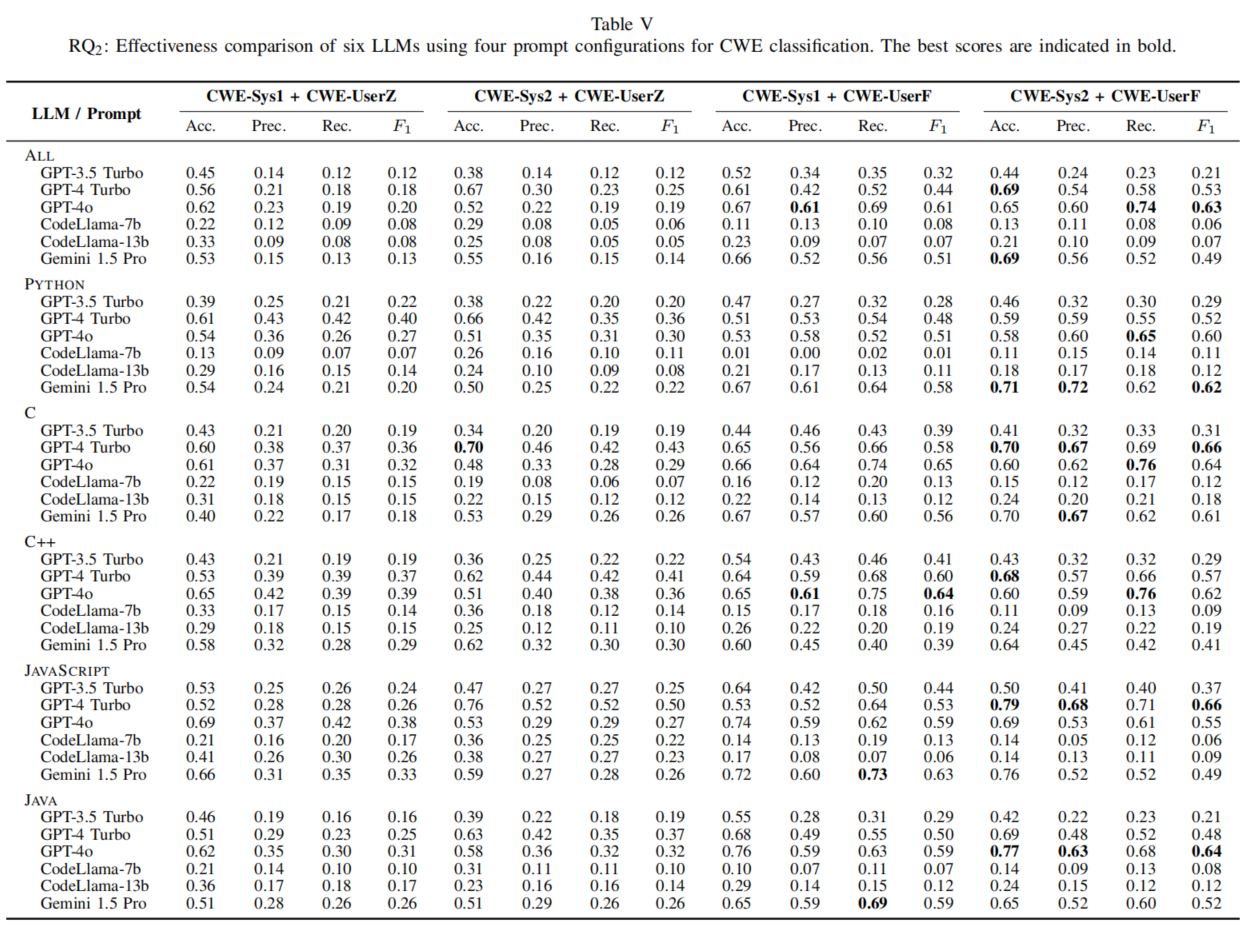 Table V
RQ2: Effectiveness comparison of six LLMs using four prompt configurations for CWE classification. The best scores are indicated in bold.
LLM / Prompt CWE-Sys1 + CWE-UserZ CWE-Sys2 + CWE-UserZ CWE-Sys1 + CWE-UserF CWE-Sys2 + CWE-UserF
Acc. Prec. Rec. F1 Acc. Prec. Rec. F1 Acc. Prec. Rec. F1 Acc. Prec. Rec. F1
ALL
GPT-3.5 Turbo 0.45 0.14 0.12 0.12 0.38 0.14 0.12 0.12 0.52 0.34 0.35 0.32 0.44 0.24 0.23 0.21
GPT-4 Turbo 0.56 0.21 0.18 0.18 0.67 0.30 0.23 0.25 0.61 0.42 0.52 0.44 0.69 0.54 0.58 0.53
GPT-4o 0.62 0.23 0.19 0.20 0.52 0.22 0.19 0.19 0.67 0.61 0.69 0.61 0.65 0.60 0.74 0.63
CodeLlama-7b 0.22 0.12 0.09 0.08 0.29 0.08 0.05 0.06 0.11 0.13 0.10 0.08 0.13 0.11 0.08 0.06
CodeLlama-13b 0.33 0.09 0.08 0.08 0.25 0.08 0.05 0.05 0.23 0.09 0.07 0.07 0.21 0.10 0.09 0.07
Gemini 1.5 Pro 0.53 0.15 0.13 0.13 0.55 0.16 0.15 0.14 0.66 0.52 0.56 0.51 0.69 0.56 0.52 0.49
PYTHON
GPT-3.5 Turbo 0.39 0.25 0.21 0.22 0.38 0.22 0.20 0.20 0.47 0.27 0.32 0.28 0.46 0.32 0.30 0.29
GPT-4 Turbo 0.61 0.43 0.42 0.40 0.66 0.42 0.35 0.36 0.51 0.53 0.54 0.48 0.59 0.59 0.55 0.52
GPT-4o 0.54 0.36 0.26 0.27 0.51 0.35 0.31 0.30 0.53 0.58 0.52 0.51 0.58 0.60 0.65 0.60
CodeLlama-7b 0.13 0.09 0.07 0.07 0.26 0.16 0.10 0.11 0.01 0.00 0.02 0.01 0.11 0.15 0.14 0.11
CodeLlama-13b 0.29 0.16 0.15 0.14 0.24 0.10 0.09 0.08 0.21 0.17 0.13 0.11 0.18 0.17 0.18 0.12
Gemini 1.5 Pro 0.54 0.24 0.21 0.20 0.50 0.25 0.22 0.22 0.67 0.61 0.64 0.58 0.71 0.72 0.62 0.62
C
GPT-3.5 Turbo 0.43 0.21 0.20 0.19 0.34 0.20 0.19 0.19 0.44 0.46 0.43 0.39 0.41 0.32 0.33 0.31
GPT-4 Turbo 0.60 0.38 0.37 0.36 0.70 0.46 0.42 0.43 0.65 0.56 0.66 0.58 0.70 0.67 0.69 0.66
GPT-4o 0.61 0.37 0.31 0.32 0.48 0.33 0.28 0.29 0.66 0.64 0.74 0.65 0.60 0.62 0.76 0.64
CodeLlama-7b 0.22 0.19 0.15 0.15 0.19 0.08 0.06 0.07 0.16 0.12 0.20 0.13 0.15 0.12 0.17 0.12
CodeLlama-13b 0.31 0.18 0.15 0.15 0.22 0.15 0.12 0.12 0.22 0.14 0.13 0.12 0.24 0.20 0.21 0.18
Gemini 1.5 Pro 0.40 0.22 0.17 0.18 0.53 0.29 0.26 0.26 0.67 0.57 0.60 0.56 0.70 0.67 0.62 0.61
C++
GPT-3.5 Turbo 0.43 0.21 0.19 0.19 0.36 0.25 0.22 0.22 0.54 0.43 0.46 0.41 0.43 0.32 0.32 0.29
GPT-4 Turbo 0.53 0.39 0.39 0.37 0.62 0.44 0.42 0.41 0.64 0.59 0.68 0.60 0.68 0.57 0.66 0.57
GPT-4o 0.65 0.42 0.39 0.39 0.51 0.40 0.38 0.36 0.65 0.61 0.75 0.64 0.60 0.59 0.76 0.62
CodeLlama-7b 0.33 0.17 0.15 0.14 0.36 0.18 0.12 0.14 0.15 0.17 0.18 0.16 0.11 0.09 0.13 0.09
CodeLlama-13b 0.29 0.18 0.15 0.15 0.25 0.12 0.11 0.10 0.26 0.22 0.20 0.19 0.24 0.27 0.22 0.19
Gemini 1.5 Pro 0.58 0.32 0.28 0.29 0.62 0.32 0.30 0.30 0.60 0.45 0.40 0.39 0.64 0.45 0.42 0.41
JAVASCRIPT
GPT-3.5 Turbo 0.53 0.25 0.26 0.24 0.47 0.27 0.27 0.25 0.64 0.42 0.50 0.44 0.50 0.41 0.40 0.37
GPT-4 Turbo 0.52 0.28 0.28 0.26 0.76 0.52 0.52 0.50 0.53 0.52 0.64 0.53 0.79 0.68 0.71 0.66
GPT-4o 0.69 0.37 0.42 0.38 0.53 0.29 0.29 0.27 0.74 0.59 0.62 0.59 0.69 0.53 0.61 0.55
CodeLlama-7b 0.21 0.16 0.20 0.17 0.36 0.25 0.25 0.22 0.14 0.13 0.19 0.13 0.14 0.05 0.12 0.06
CodeLlama-13b 0.41 0.26 0.30 0.26 0.38 0.27 0.27 0.23 0.17 0.08 0.07 0.06 0.14 0.13 0.11 0.09
Gemini 1.5 Pro 0.66 0.31 0.35 0.33 0.59 0.27 0.28 0.26 0.72 0.60 0.73 0.63 0.76 0.52 0.52 0.49
JAVA
GPT-3.5 Turbo 0.46 0.19 0.16 0.16 0.39 0.22 0.18 0.19 0.55 0.28 0.31 0.29 0.42 0.22 0.23 0.21
GPT-4 Turbo 0.51 0.29 0.23 0.25 0.63 0.42 0.35 0.37 0.68 0.49 0.55 0.50 0.69 0.48 0.52 0.48
GPT-4o 0.62 0.35 0.30 0.31 0.58 0.36 0.32 0.32 0.76 0.59 0.63 0.59 0.77 0.63 0.68 0.64
CodeLlama-7b 0.21 0.14 0.10 0.10 0.31 0.11 0.11 0.10 0.10 0.07 0.11 0.07 0.14 0.09 0.13 0.08
CodeLlama-13b 0.36 0.17 0.18 0.17 0.23 0.16 0.16 0.14 0.29 0.14 0.15 0.12 0.24 0.15 0.12 0.12
Gemini 1.5 Pro 0.51 0.28 0.26 0.26 0.51 0.29 0.26 0.26 0.65 0.59 0.69 0.59 0.65 0.52 0.60 0.52